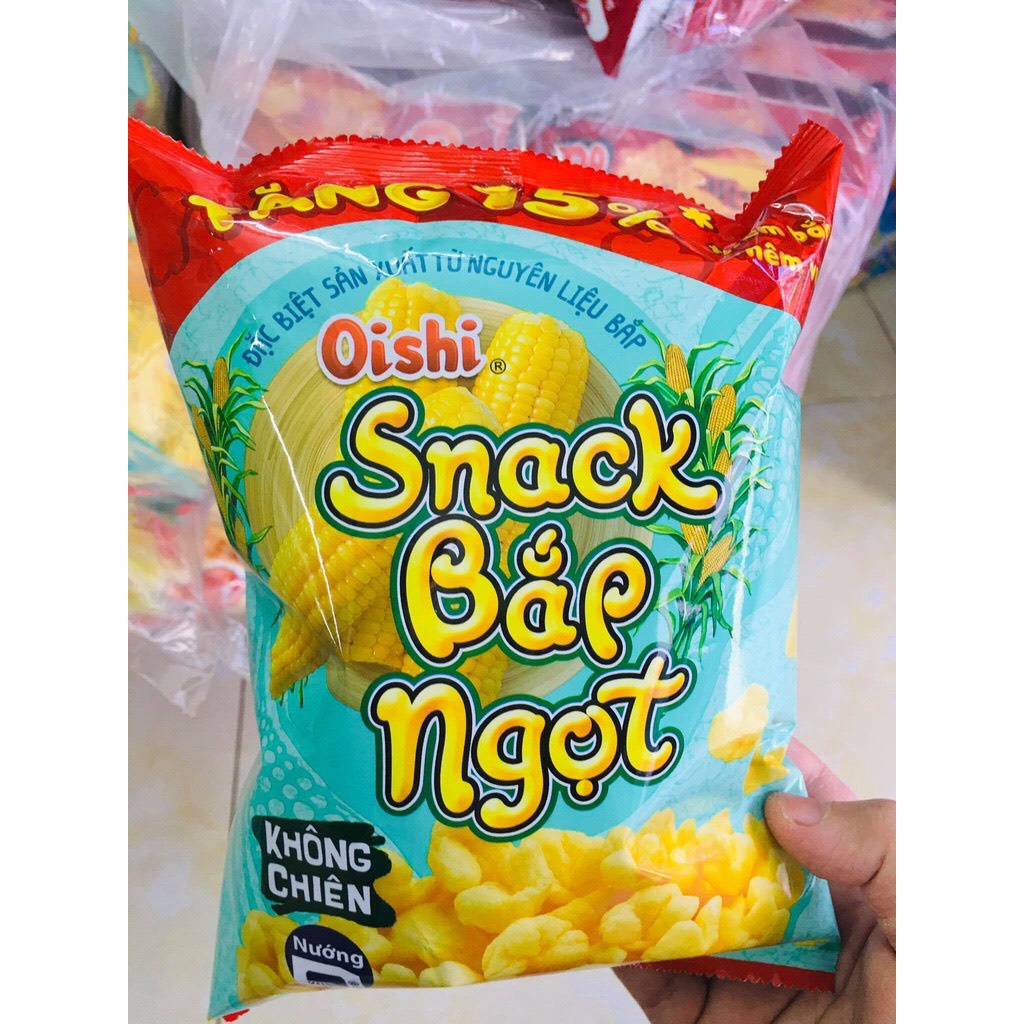 TẶNG 15%*
ĐẶC BIỆT SẢN XUẤT TỪ NGUYÊN LIỆU BẮP
Oishi®
Snack
Bắp
Ngọt
KHÔNG
CHIÊN
Nướng